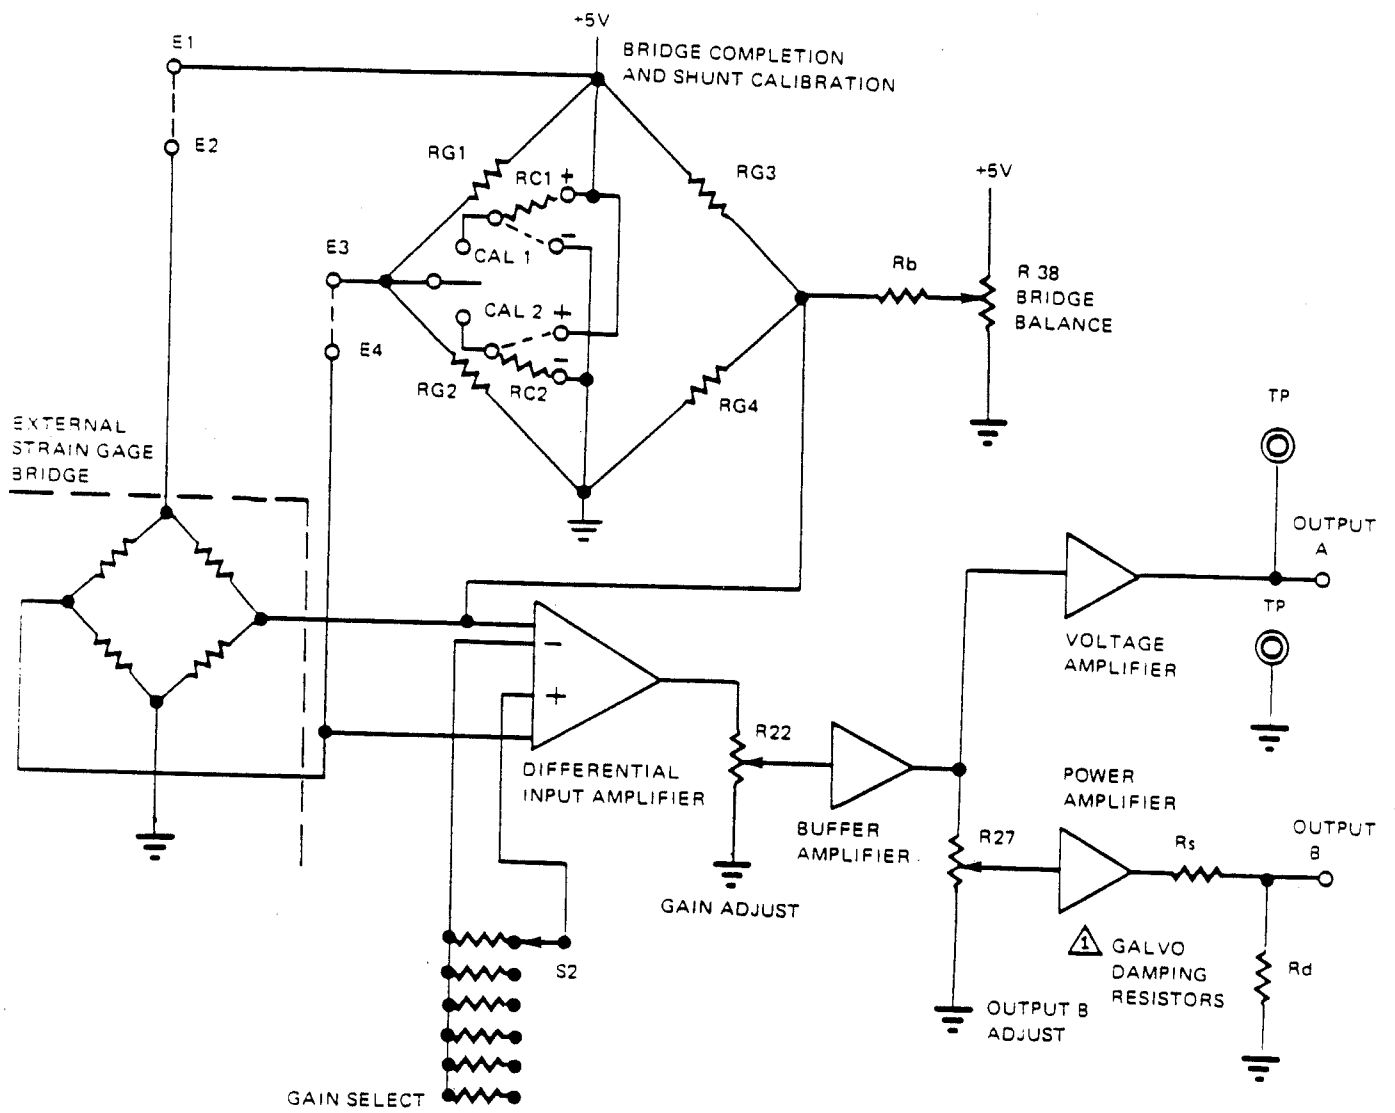 +5V
E1
BRIDGE COMPLETION
AND SHUNT CALIBRATION
E2
RG1
RC1 +
RG3
+5V
−
E3
CAL 1
Rb
R 38
BRIDGE
BALANCE
CAL 2 +
E4
−
RG2
RC2
RG4
TP
EXTERNAL
STRAIN GAGE
BRIDGE
OUTPUT
A
TP
−
VOLTAGE
AMPLIFIER
+
R22
DIFFERENTIAL
INPUT AMPLIFIER
POWER
AMPLIFIER
BUFFER
AMPLIFIER
R27
Rs
OUTPUT
B
GAIN ADJUST
1
GALVO
DAMPING
RESISTORS
S2
Rd
OUTPUT B
ADJUST
GAIN SELECT